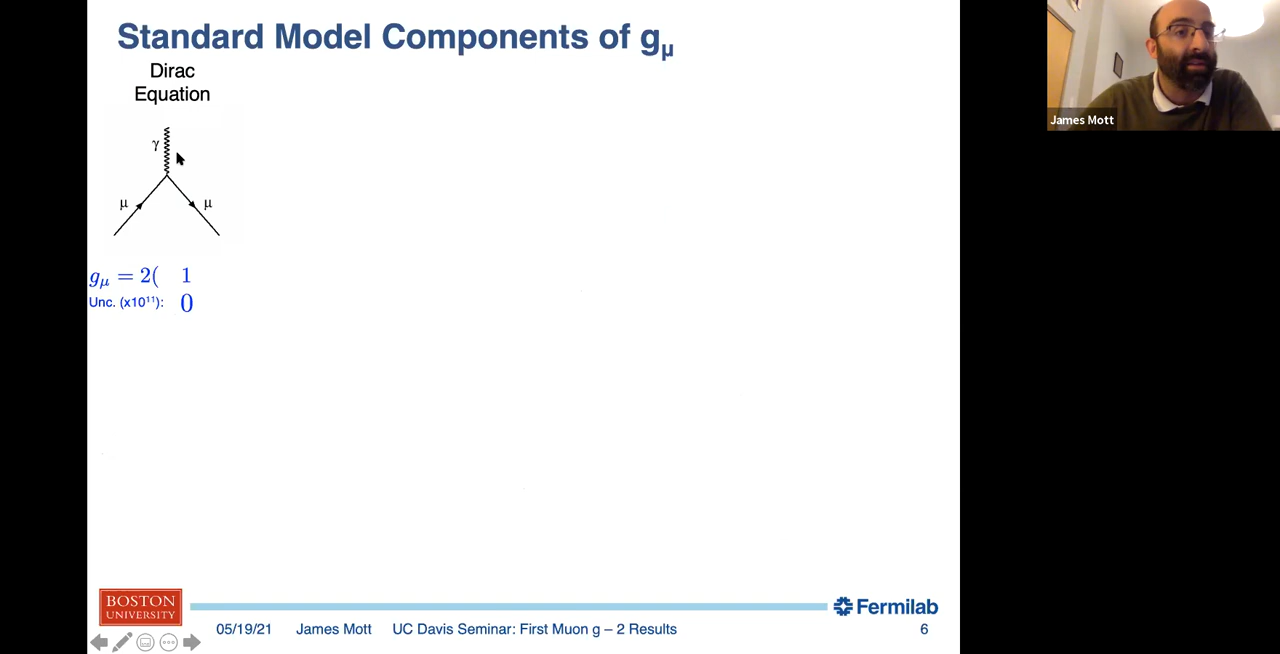 Standard Model Components of gμ
Dirac
Equation
γ
μ
μ
gμ = 2( 1
Unc. (x10¹¹): 0
BOSTON
UNIVERSITY
Fermilab
05/19/21 James Mott UC Davis Seminar: First Muon g – 2 Results 6
James Mott